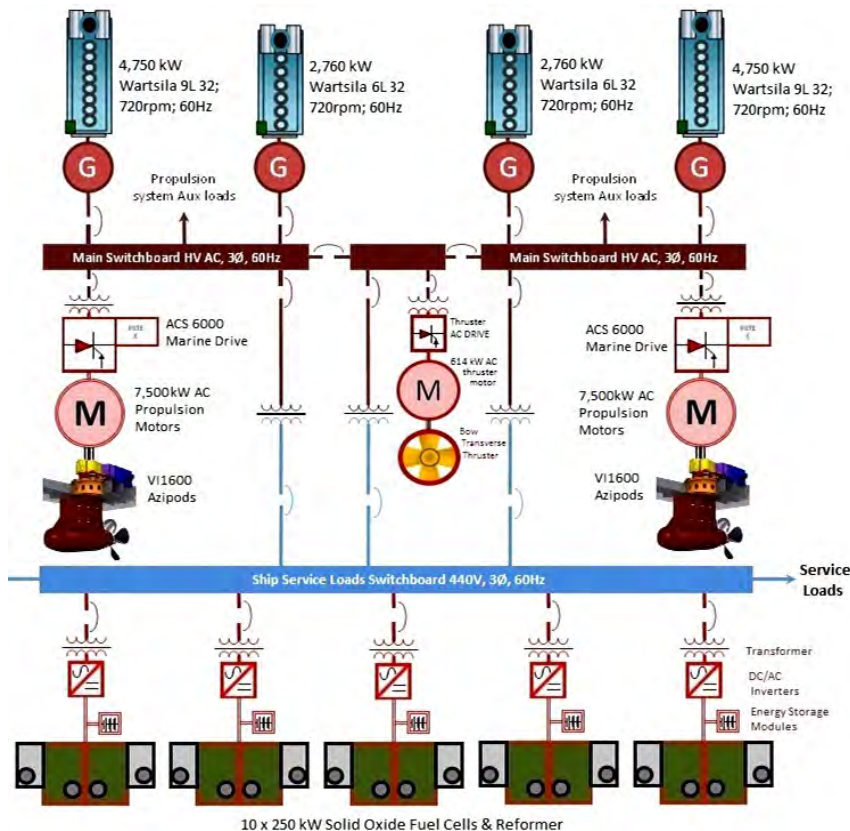 4,750 kW
Wartsila 9L 32;
720rpm; 60Hz
2,760 kW
Wartsila 6L 32
720rpm; 60Hz
2,760 kW
Wartsila 6L 32
720rpm; 60Hz
4,750 kW
Wartsila 9L 32;
720rpm; 60Hz
G
G
G
G
Propulsion
system Aux loads
Propulsion
system Aux loads
Main Switchboard HV AC, 3Ø, 60Hz
Main Switchboard HV AC, 3Ø, 60Hz
ACS 6000
Marine Drive
Thruster
AC DRIVE
ACS 6000
Marine Drive
614 kW AC
thruster
motor
M
7,500kW AC
Propulsion
Motors
M
7,500kW AC
Propulsion
Motors
M
Bow
Transverse
Thruster
VI1600
Azipods
VI1600
Azipods
Ship Service Loads Switchboard 440V, 3Ø, 60Hz
Service
Loads
Transformer
DC/AC
Inverters
Energy Storage
Modules
10 x 250 kW Solid Oxide Fuel Cells & Reformer